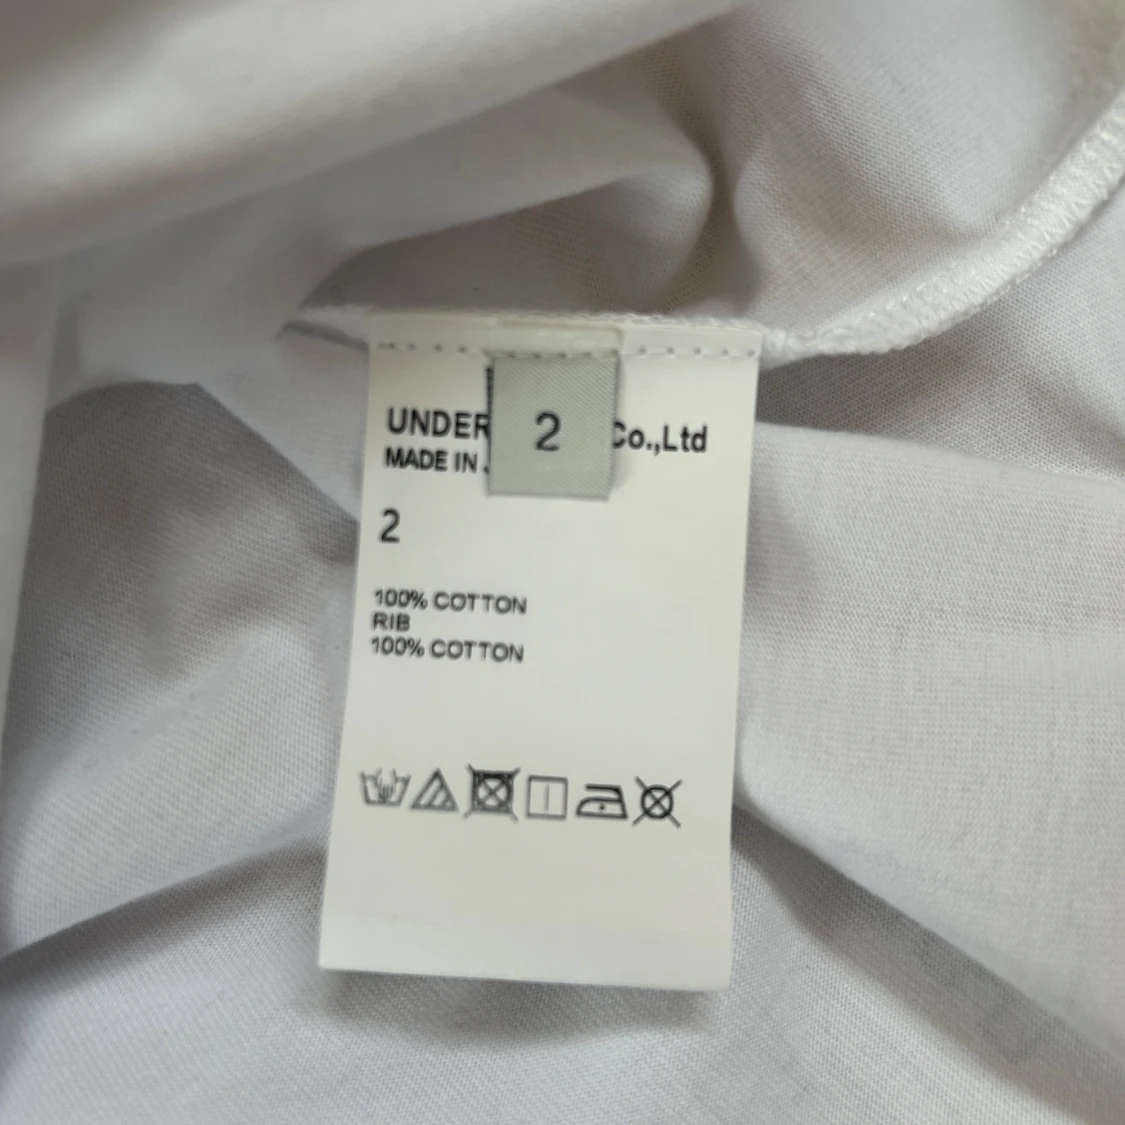 UNDER Co.,Ltd
MADE IN
2
2
100% COTTON
RIB
100% COTTON